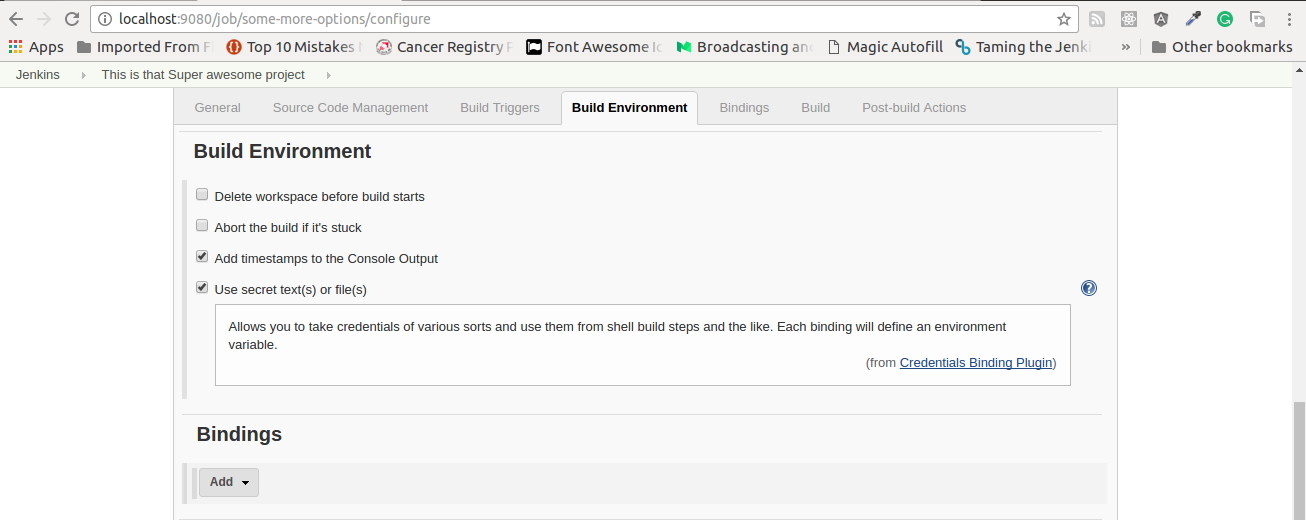 localhost:9080/job/some-more-options/configure
Apps Imported From F Top 10 Mistakes Cancer Registry Font Awesome Broadcasting an Magic Autofill Taming the Jenki » Other bookmarks
Jenkins This is that Super awesome project
General Source Code Management Build Triggers Build Environment Bindings Build Post-build Actions
Build Environment
Delete workspace before build starts
Abort the build if it's stuck
Add timestamps to the Console Output
Use secret text(s) or file(s)
Allows you to take credentials of various sorts and use them from shell build steps and the like. Each binding will define an environment
variable.
(from Credentials Binding Plugin)
Bindings
Add